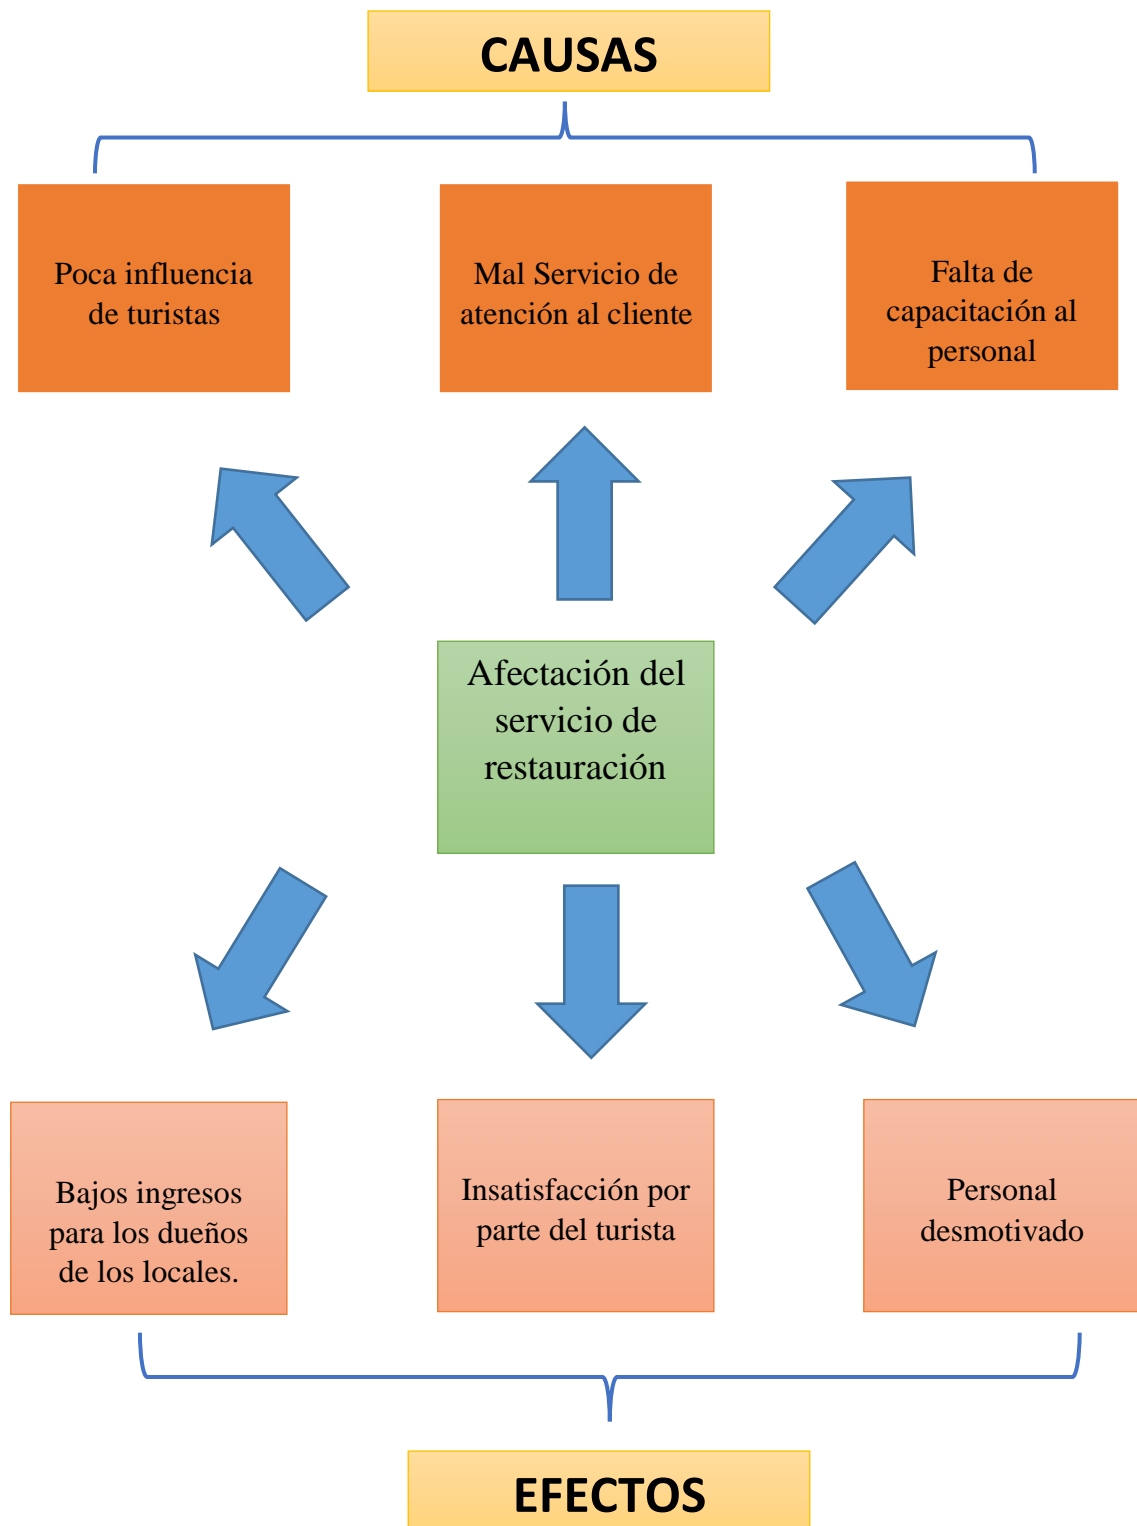 CAUSAS
Poca influencia
de turistas
Mal Servicio de
atención al cliente
Falta de
capacitación al
personal
Afectación del
servicio de
restauración
Bajos ingresos
para los dueños
de los locales.
Insatisfacción por
parte del turista
Personal
desmotivado
EFECTOS